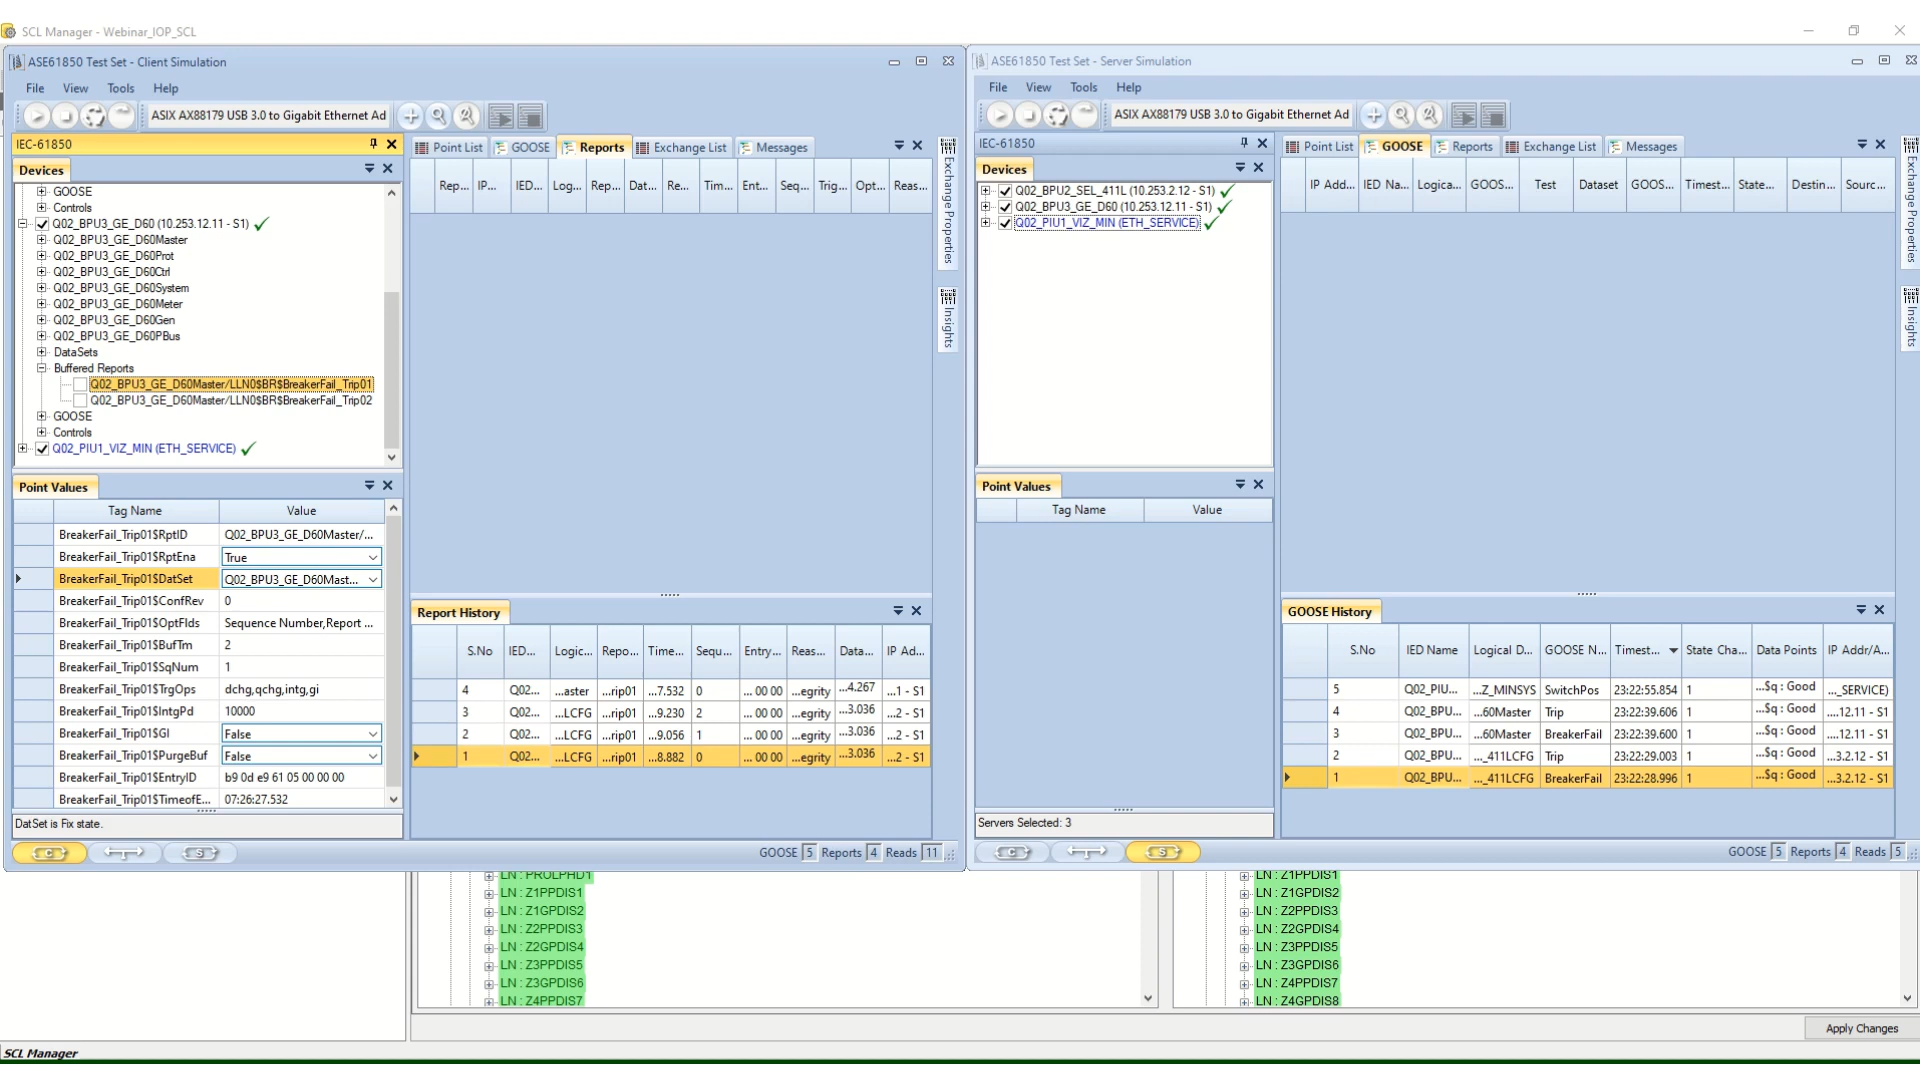 SCL Manager - Webinar_IOP_SCL
ASE61850 Test Set - Client Simulation
File View Tools Help
ASIX AX88179 USB 3.0 to Gigabit Ethernet Ad
IEC-61850
Devices
GOOSE
Controls
Q02_BPU3_GE_D60 (10.253.12.11 - S1)
Q02_BPU3_GE_D60Master
Q02_BPU3_GE_D60Prot
Q02_BPU3_GE_D60Ctrl
Q02_BPU3_GE_D60System
Q02_BPU3_GE_D60Meter
Q02_BPU3_GE_D60Gen
Q02_BPU3_GE_D60PBus
DataSets
Buffered Reports
Q02_BPU3_GE_D60Master/LLN0$BR$BreakerFail_Trip01
Q02_BPU3_GE_D60Master/LLN0$BR$BreakerFail_Trip02
GOOSE
Controls
Q02_PIU1_VIZ_MIN (ETH_SERVICE)
Point Values
Tag Name Value
BreakerFail_Trip01$RptID Q02_BPU3_GE_D60Master/...
BreakerFail_Trip01$RptEna True
BreakerFail_Trip01$DatSet Q02_BPU3_GE_D60Mast...
BreakerFail_Trip01$ConfRev 0
BreakerFail_Trip01$OptFlds Sequence Number,Report ...
BreakerFail_Trip01$BufTm 2
BreakerFail_Trip01$SqNum 1
BreakerFail_Trip01$TrgOps dchg,qchg,intg,gi
BreakerFail_Trip01$IntgPd 10000
BreakerFail_Trip01$GI False
BreakerFail_Trip01$PurgeBuf False
BreakerFail_Trip01$EntryID b9 0d e9 61 05 00 00 00
BreakerFail_Trip01$TimeofE... 07:26:27.532
DatSet is Fix state.
C S
Point List GOOSE Reports Exchange List Messages
Rep... IP... IED... Log... Rep... Dat... Re... Tim... Ent... Seq... Trig... Opt... Reas...
Exchange Properties
Insights
Report History
S.No IED... Logic... Repo... Time... Sequ... Entry... Reas... Data... IP Ad...
4 Q02... ...aster ...rip01 ...7.532 0 ... 00 00 ...egrity ...4.267 ...1 - S1
3 Q02... ...LCFG ...rip01 ...9.230 2 ... 00 00 ...egrity ...3.036 ...2 - S1
2 Q02... ...LCFG ...rip01 ...9.056 1 ... 00 00 ...egrity ...3.036 ...2 - S1
1 Q02... ...LCFG ...rip01 ...8.882 0 ... 00 00 ...egrity ...3.036 ...2 - S1
GOOSE 5 Reports 4 Reads 11
ASE61850 Test Set - Server Simulation
File View Tools Help
ASIX AX88179 USB 3.0 to Gigabit Ethernet Ad
IEC-61850
Devices
Q02_BPU2_SEL_411L (10.253.2.12 - S1)
Q02_BPU3_GE_D60 (10.253.12.11 - S1)
Q02_PIU1_VIZ_MIN (ETH_SERVICE)
Point Values
Tag Name Value
Servers Selected: 3
C S
Point List GOOSE Reports Exchange List Messages
IP Add... IED Na... Logica... GOOS... Test Dataset GOOS... Timest... State... Destin... Sourc...
Exchange Properties
Insights
GOOSE History
S.No IED Name Logical D... GOOSE N... Timest... State Cha... Data Points IP Addr/A...
5 Q02_PIU... ...Z_MINSYS SwitchPos 23:22:55.854 1 ...$q : Good ..._SERVICE)
4 Q02_BPU... ...60Master Trip 23:22:39.606 1 ...$q : Good ....12.11 - S1
3 Q02_BPU... ...60Master BreakerFail 23:22:39.600 1 ...$q : Good ....12.11 - S1
2 Q02_BPU... ..._411LCFG Trip 23:22:29.003 1 ...$q : Good ...3.2.12 - S1
1 Q02_BPU... ..._411LCFG BreakerFail 23:22:28.996 1 ...$q : Good ...3.2.12 - S1
GOOSE 5 Reports 4 Reads 5
LN : PROLPHD1
LN : Z1PPDIS1
LN : Z1GPDIS2
LN : Z2PPDIS3
LN : Z2GPDIS4
LN : Z3PPDIS5
LN : Z3GPDIS6
LN : Z4PPDIS7
LN : Z1PPDIS1
LN : Z1GPDIS2
LN : Z2PPDIS3
LN : Z2GPDIS4
LN : Z3PPDIS5
LN : Z3GPDIS6
LN : Z4PPDIS7
LN : Z4GPDIS8
Apply Changes
SCL Manager